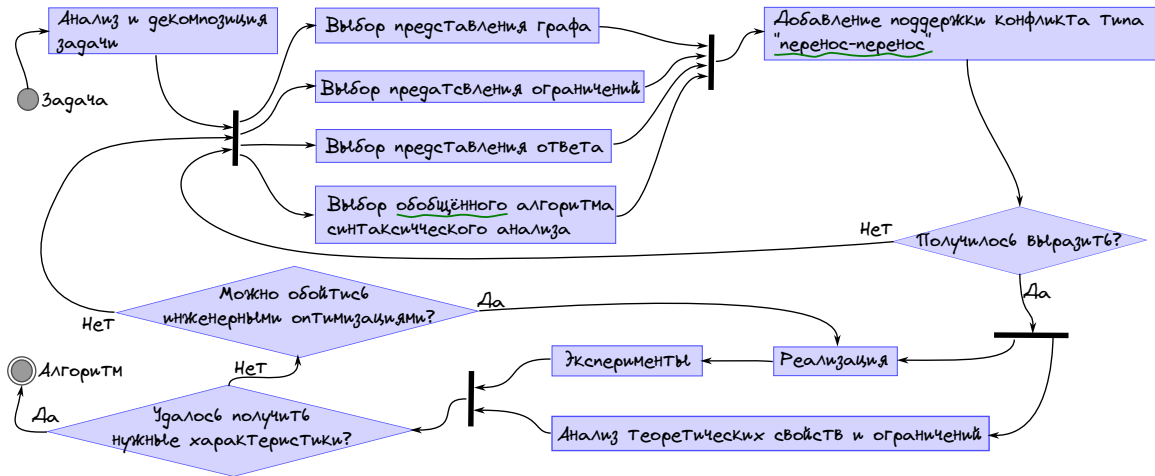 Анализ и декомпозиция
задачи
Задача
Выбор представления графа
Выбор предатсвления ограничений
Выбор представления ответа
Выбор обобщённого алгоритма
синтаксичческого анализа
Добавление поддержки конфликта типа
"перенос-перенос"
Получилось выразить?
Нет
Да
Можно обойтись
инженерными оптимизациями?
Да
Нет
Реализация
Эксперименты
Анализ теоретических свойств и ограничений
Нет
Удалось получить
нужные характеристики?
Да
Алгоритм